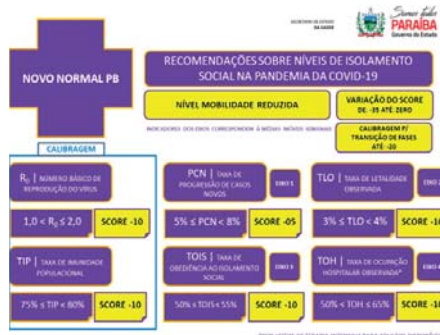 SECRETARIA DE ESTADO
DA SAÚDE
Somos todos
PARAÍBA
Governo do Estado
NOVO NORMAL PB
RECOMENDAÇÕES SOBRE NÍVEIS DE ISOLAMENTO
SOCIAL NA PANDEMIA DA COVID-19
NÍVEL MOBILIDADE REDUZIDA
VARIAÇÃO DO SCORE
DE: -35 ATÉ: ZERO
INDICADORES DOS EIXOS CORRESPONDEM À MÉDIAS MÓVEIS SEMANAIS
CALIBRAGEM P/
TRANSIÇÃO DE FASES
ATÉ: -20
CALIBRAGEM
R0 | NÚMERO BÁSICO DE
REPRODUÇÃO DO VÍRUS
1,0 < R0 ≤ 2,0
SCORE -10
PCN | TAXA DE
PROGRESSÃO DE CASOS
NOVOS
EIXO 1
5% ≤ PCN < 8%
SCORE -05
TLO | TAXA DE LETALIDADE
OBSERVADA
EIXO 2
3% ≤ TLO < 4%
SCORE -10
TIP | TAXA DE IMUNIDADE
POPULACIONAL
75% ≤ TIP < 80%
SCORE -10
TOIS | TAXA DE
OBEDIÊNCIA AO ISOLAMENTO
SOCIAL
EIXO 3
50% ≤ TOIS < 55%
SCORE -10
TOH | TAXA DE OCUPAÇÃO
HOSPITALAR OBSERVADA*
50% < TOH ≤ 65%
SCORE -10